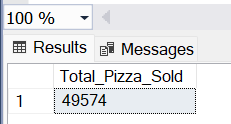 100 %
Results Messages
Total_Pizza_Sold
1 49574